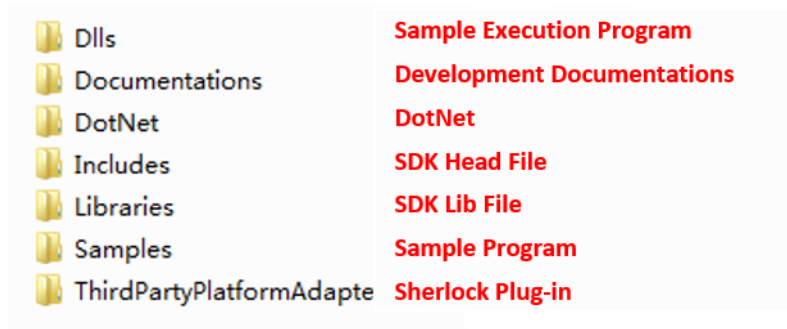 Dlls Sample Execution Program
Documentations Development Documentations
DotNet DotNet
Includes SDK Head File
Libraries SDK Lib File
Samples Sample Program
ThirdPartyPlatformAdapte Sherlock Plug-in